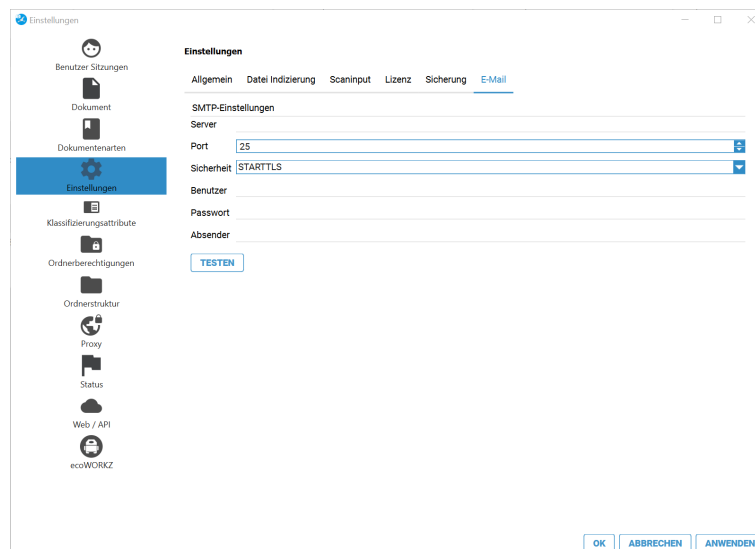 Einstellungen
Benutzer Sitzungen
Dokument
Dokumentenarten
Einstellungen
Klassifizierungsattribute
Ordnerberechtigungen
Ordnerstruktur
Proxy
Status
Web / API
ecoWORKZ
Einstellungen
Allgemein Datei Indizierung Scaninput Lizenz Sicherung E-Mail
SMTP-Einstellungen
Server
Port 25
Sicherheit STARTTLS
Benutzer
Passwort
Absender
TESTEN
OK ABBRECHEN ANWENDEN